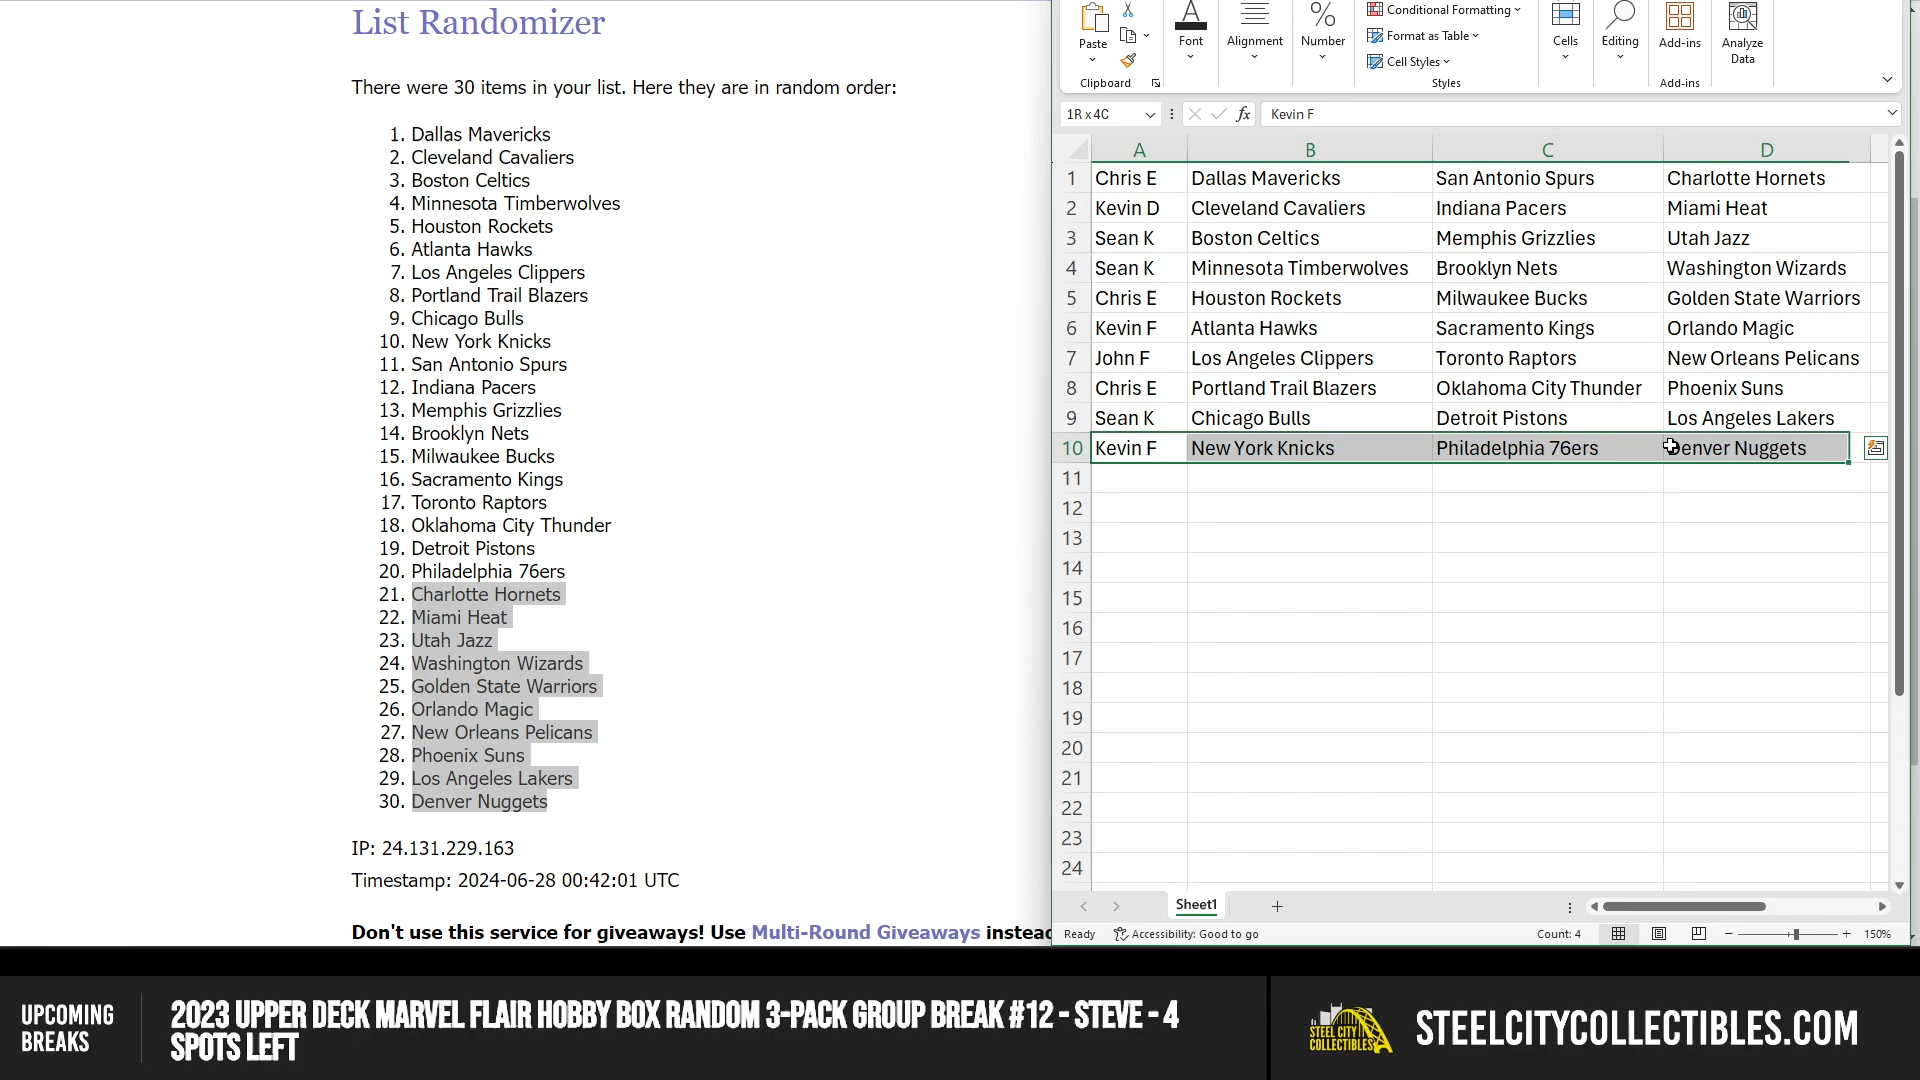 List Randomizer
There were 30 items in your list. Here they are in random order:
1. Dallas Mavericks
2. Cleveland Cavaliers
3. Boston Celtics
4. Minnesota Timberwolves
5. Houston Rockets
6. Atlanta Hawks
7. Los Angeles Clippers
8. Portland Trail Blazers
9. Chicago Bulls
10. New York Knicks
11. San Antonio Spurs
12. Indiana Pacers
13. Memphis Grizzlies
14. Brooklyn Nets
15. Milwaukee Bucks
16. Sacramento Kings
17. Toronto Raptors
18. Oklahoma City Thunder
19. Detroit Pistons
20. Philadelphia 76ers
21. Charlotte Hornets
22. Miami Heat
23. Utah Jazz
24. Washington Wizards
25. Golden State Warriors
26. Orlando Magic
27. New Orleans Pelicans
28. Phoenix Suns
29. Los Angeles Lakers
30. Denver Nuggets
IP: 24.131.229.163
Timestamp: 2024-06-28 00:42:01 UTC
Don't use this service for giveaways! Use Multi-Round Giveaways instead
Paste
Clipboard
Font
Alignment
Number
Conditional Formatting
Format as Table
Cell Styles
Styles
Cells
Editing
Add-ins
Add-ins
Analyze
Data
1R x 4C
fx
Kevin F
A B C D
1 Chris E Dallas Mavericks San Antonio Spurs Charlotte Hornets
2 Kevin D Cleveland Cavaliers Indiana Pacers Miami Heat
3 Sean K Boston Celtics Memphis Grizzlies Utah Jazz
4 Sean K Minnesota Timberwolves Brooklyn Nets Washington Wizards
5 Chris E Houston Rockets Milwaukee Bucks Golden State Warriors
6 Kevin F Atlanta Hawks Sacramento Kings Orlando Magic
7 John F Los Angeles Clippers Toronto Raptors New Orleans Pelicans
8 Chris E Portland Trail Blazers Oklahoma City Thunder Phoenix Suns
9 Sean K Chicago Bulls Detroit Pistons Los Angeles Lakers
10 Kevin F New York Knicks Philadelphia 76ers Denver Nuggets
11
12
13
14
15
16
17
18
19
20
21
22
23
24
Sheet1
Ready
Accessibility: Good to go
Count: 4
150%
UPCOMING
BREAKS
2023 UPPER DECK MARVEL FLAIR HOBBY BOX RANDOM 3-PACK GROUP BREAK #12 - STEVE - 4
SPOTS LEFT
STEEL CITY
COLLECTIBLES
STEELCITYCOLLECTIBLES.COM